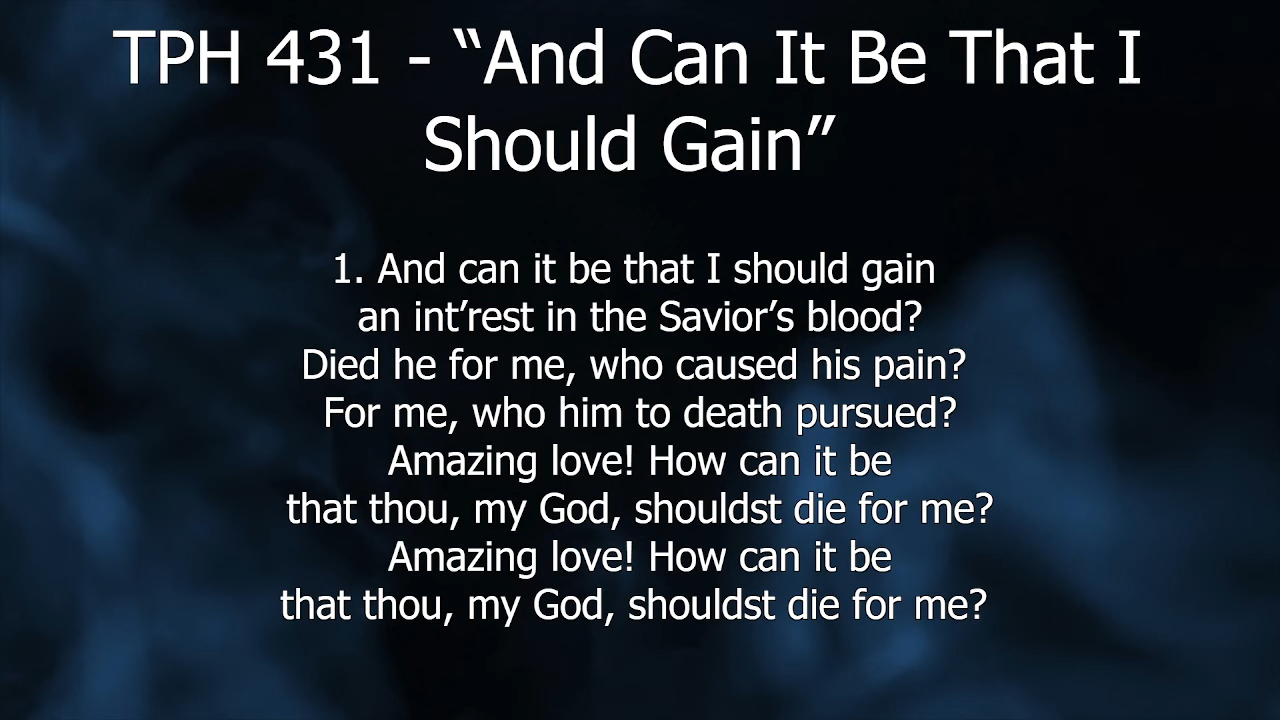 TPH 431 - “And Can It Be That I
Should Gain”
1. And can it be that I should gain
an int’rest in the Savior’s blood?
Died he for me, who caused his pain?
For me, who him to death pursued?
Amazing love! How can it be
that thou, my God, shouldst die for me?
Amazing love! How can it be
that thou, my God, shouldst die for me?